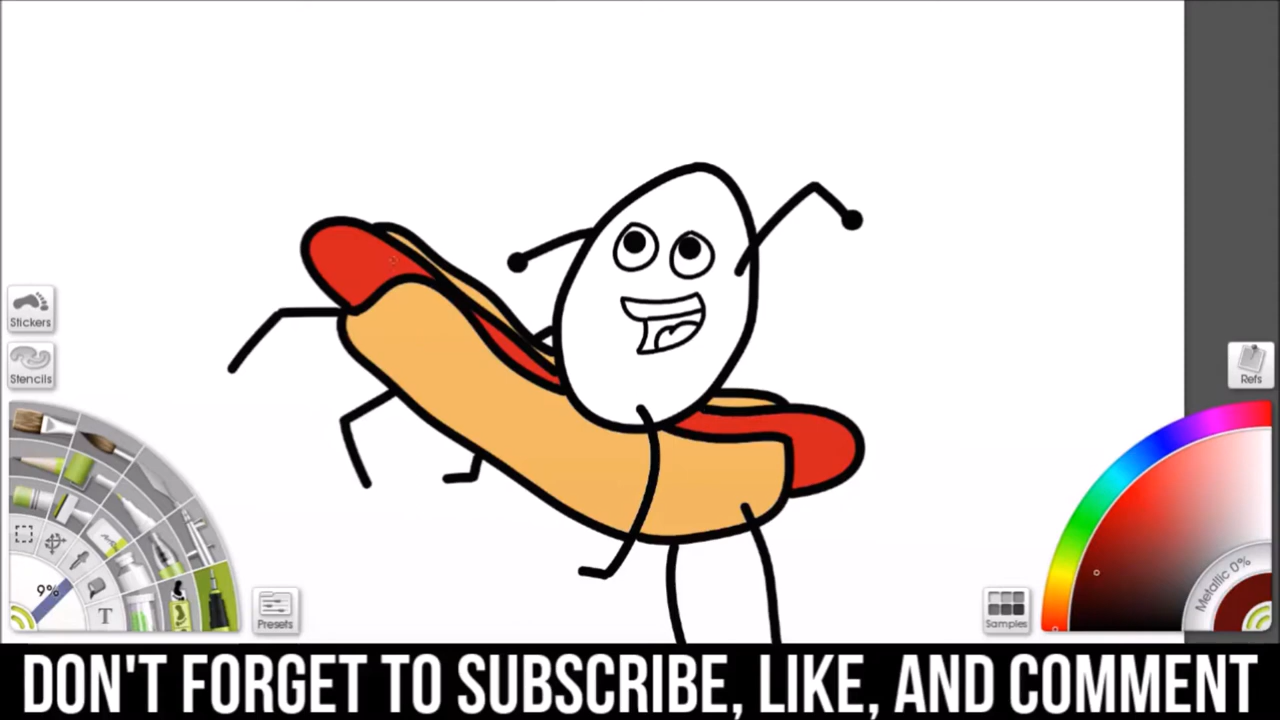 Stickers
Stencils
Refs
9%
T
Presets
Samples
Metallic 0%
DON'T FORGET TO SUBSCRIBE, LIKE, AND COMMENT